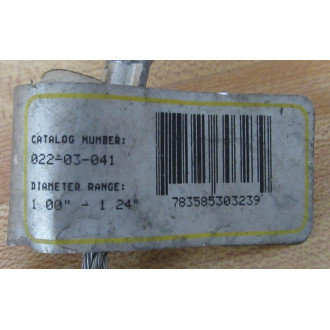 CATALOG NUMBER:
022-03-041
DIAMETER RANGE:
1.00" - 1.24"
783585303239